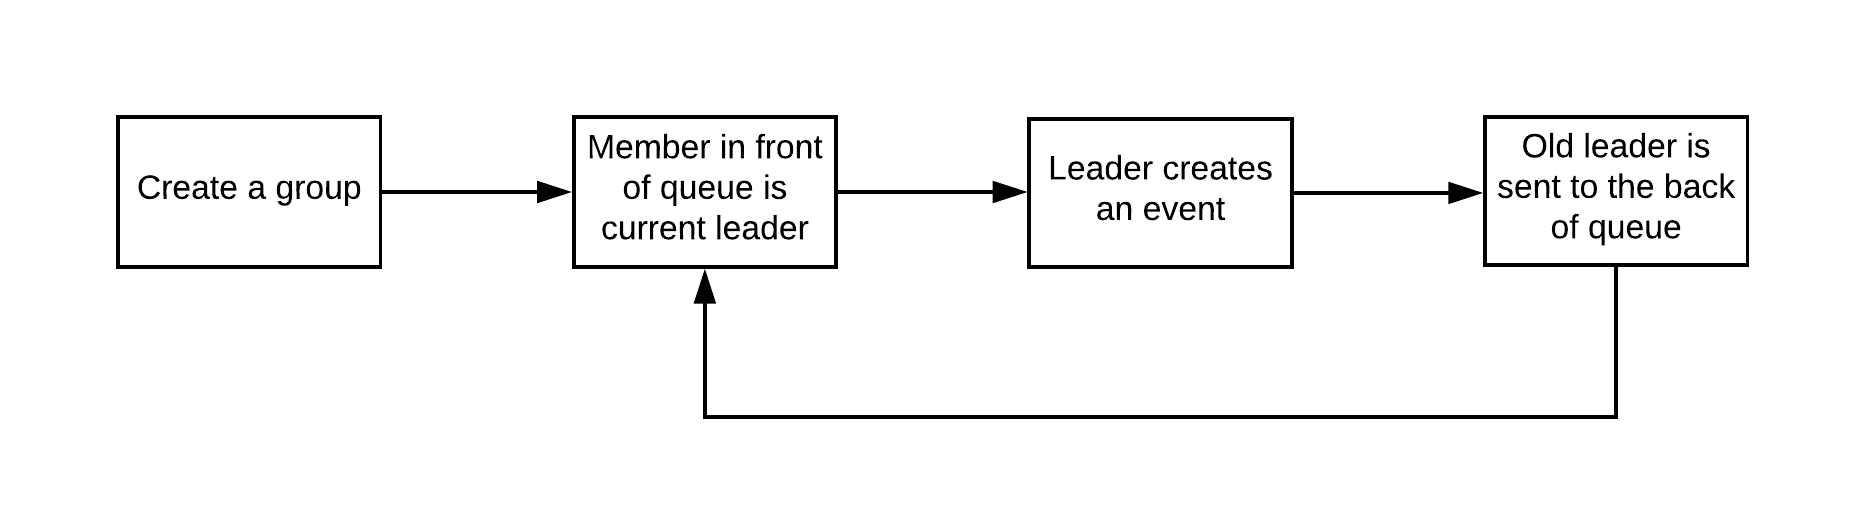 Create a group
Member in front
of queue is
current leader
Leader creates
an event
Old leader is
sent to the back
of queue